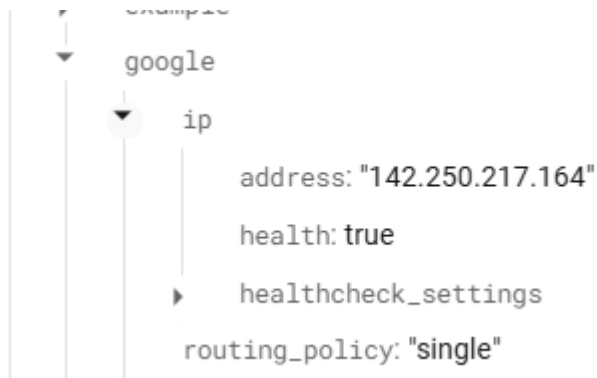 google
ip
address: "142.250.217.164"
health: true
healthcheck_settings
routing_policy: "single"